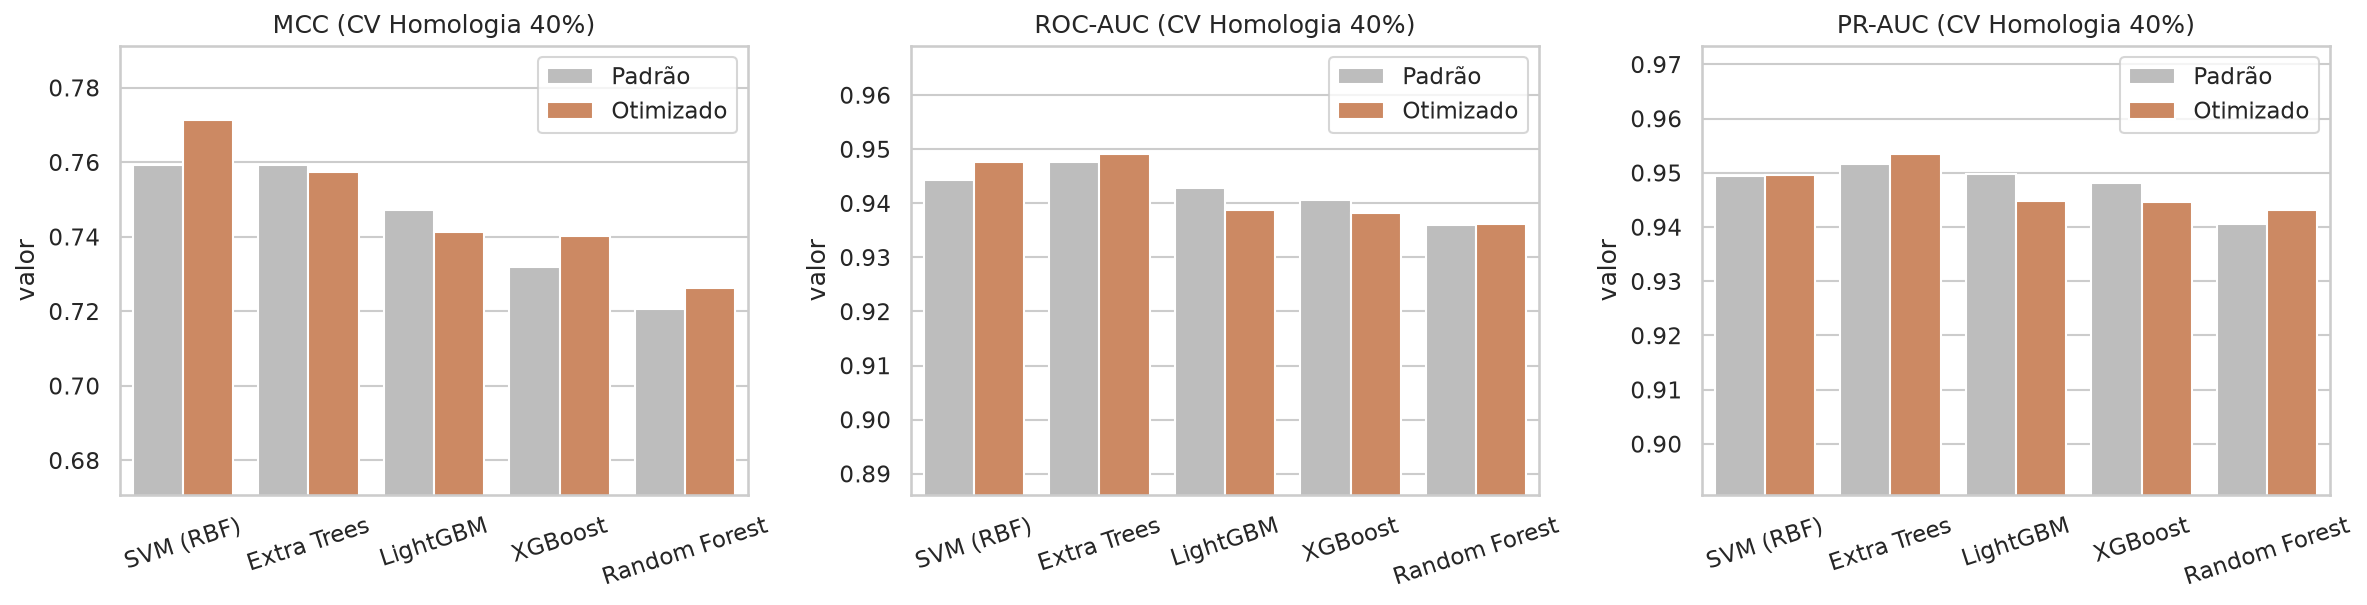 MCC (CV Homologia 40%)
Padrão
Otimizado
valor
0.78
0.76
0.74
0.72
0.70
0.68
SVM (RBF)
Extra Trees
LightGBM
XGBoost
Random Forest
ROC-AUC (CV Homologia 40%)
Padrão
Otimizado
valor
0.96
0.95
0.94
0.93
0.92
0.91
0.90
0.89
SVM (RBF)
Extra Trees
LightGBM
XGBoost
Random Forest
PR-AUC (CV Homologia 40%)
Padrão
Otimizado
valor
0.97
0.96
0.95
0.94
0.93
0.92
0.91
0.90
SVM (RBF)
Extra Trees
LightGBM
XGBoost
Random Forest